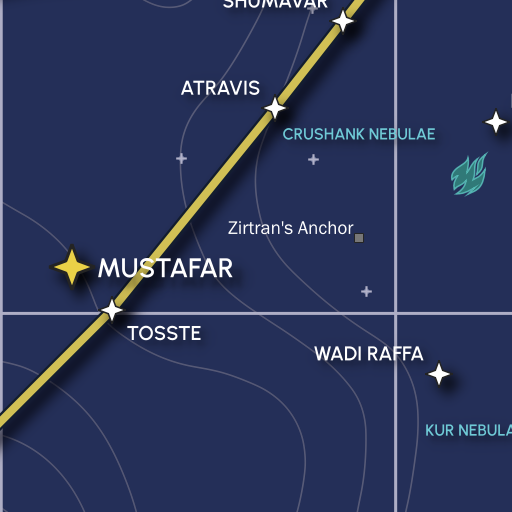 SHUMAVAR
ATRAVIS
CRUSHANK NEBULAE
Zirtran's Anchor
MUSTAFAR
TOSSTE
WADI RAFFA
KUR NEBULA